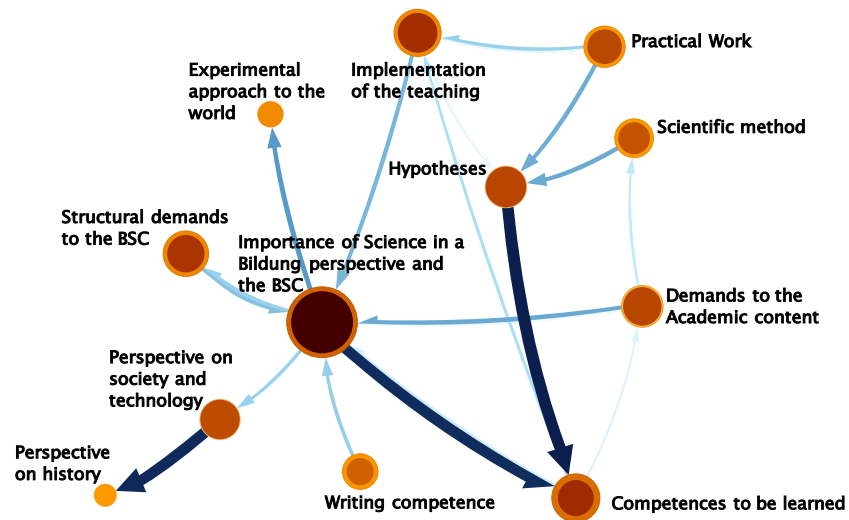 Practical Work
Experimental
approach to the
world
Implementation
of the teaching
Scientific method
Hypotheses
Structural demands
to the BSC
Importance of Science in a
Bildung perspective and
the BSC
Demands to the
Academic content
Perspective on
society and
technology
Perspective
on history
Writing competence
Competences to be learned